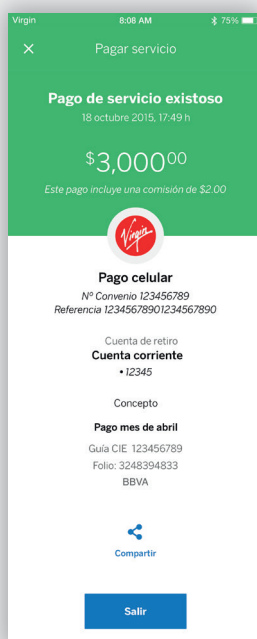 Virgin 8:08 AM 75%
Pagar servicio
Pago de servicio existoso
18 octubre 2015, 17:49 h
$3,00000
Este pago incluye una comisión de $2.00
Virgin
Pago celular
Nº Convenio 123456789
Referencia 12345678901234567890
Cuenta de retiro
Cuenta corriente
• 12345
Concepto
Pago mes de abril
Guía CIE 123456789
Folio: 3248394833
BBVA
Compartir
Salir